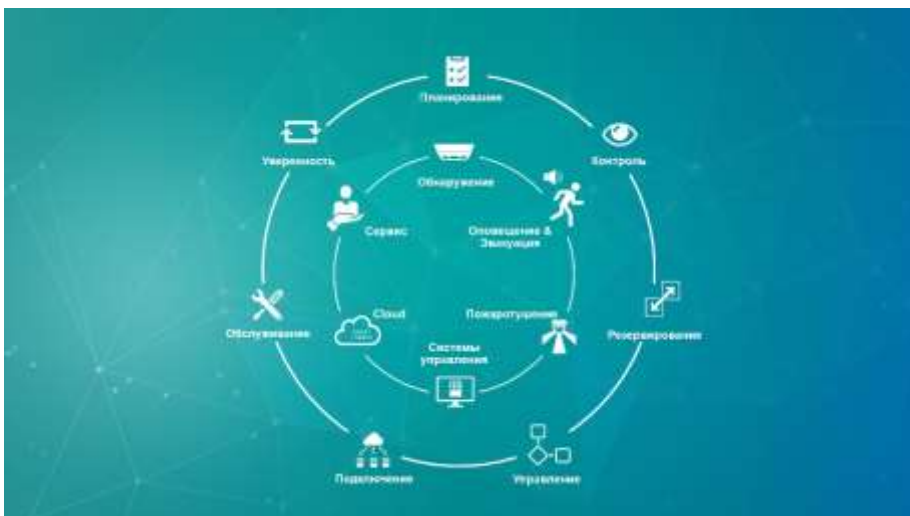 Планирование
Уверенность
Контроль
Обнаружение
Сервис
Оповещение &
Эвакуация
Cloud
Пожаротушение
Обслуживание
Резервирование
Системы
управления
Подключение
Управление